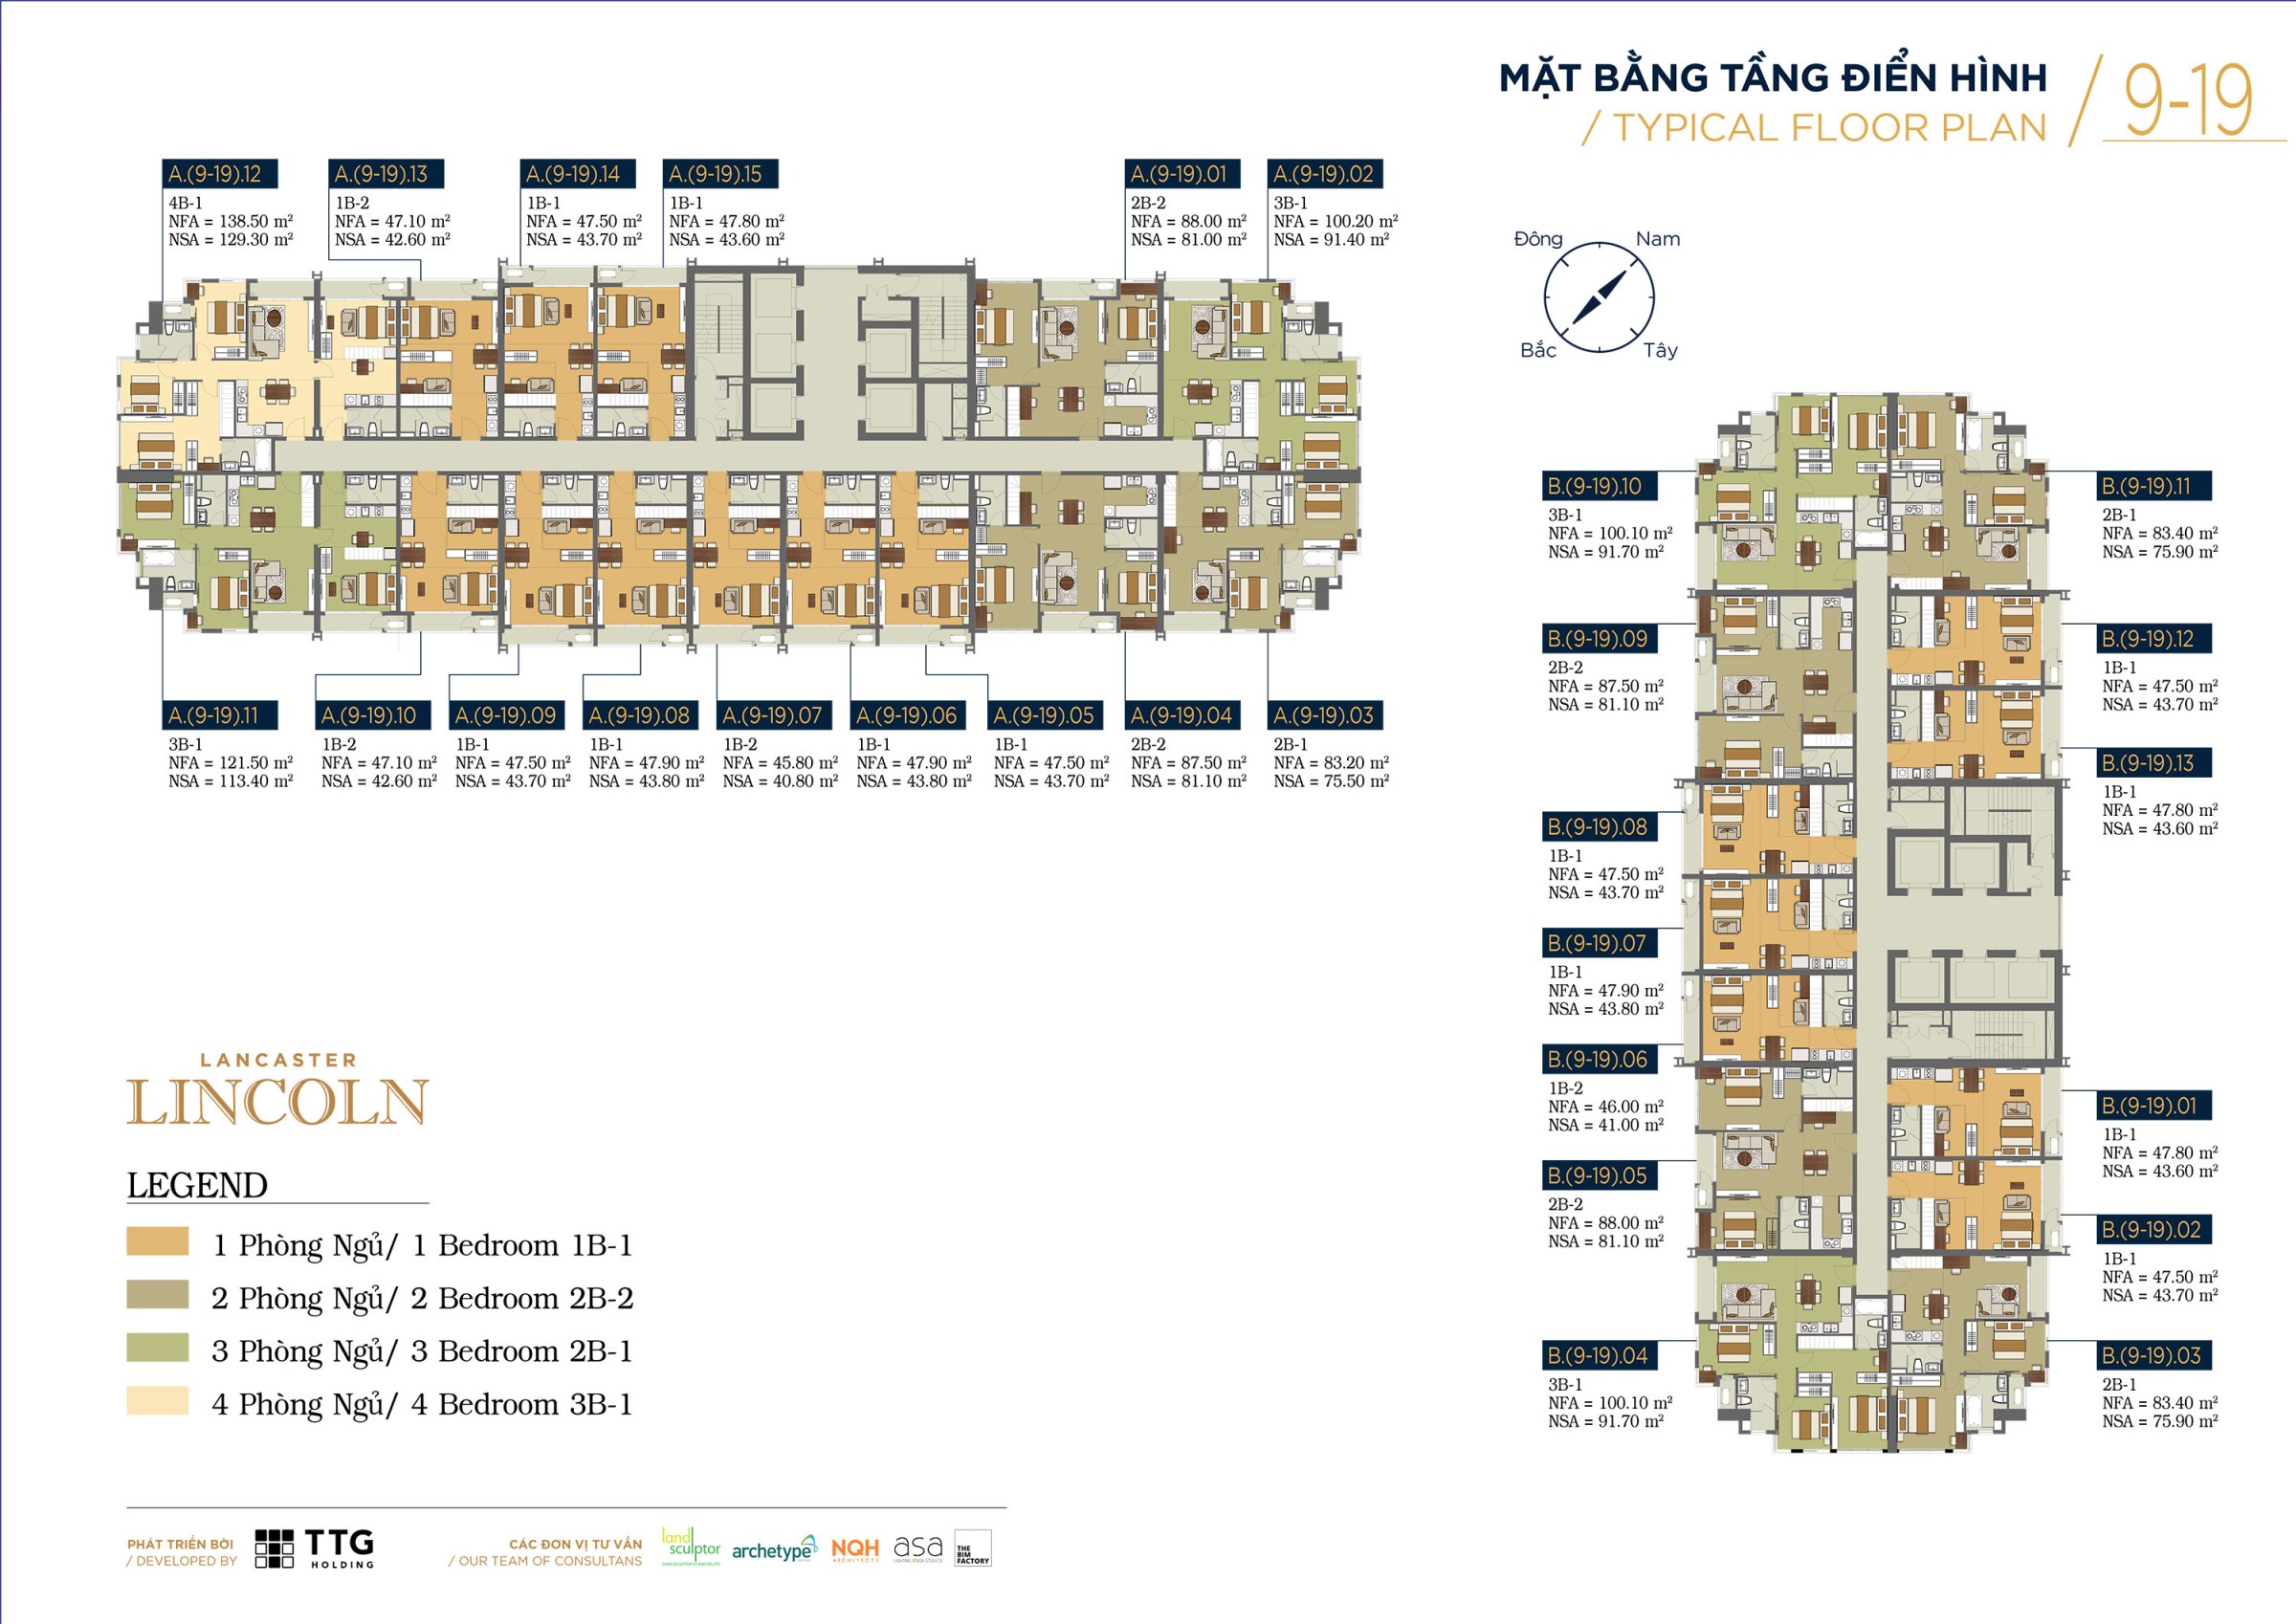 MẶT BẰNG TẦNG ĐIỂN HÌNH
/ TYPICAL FLOOR PLAN
/ 9-19
A.(9-19).12
4B-1
NFA = 138.50 m²
NSA = 129.30 m²
A.(9-19).13
1B-2
NFA = 47.10 m²
NSA = 42.60 m²
A.(9-19).14
1B-1
NFA = 47.50 m²
NSA = 43.70 m²
A.(9-19).15
1B-1
NFA = 47.80 m²
NSA = 43.60 m²
A.(9-19).01
2B-2
NFA = 88.00 m²
NSA = 81.00 m²
A.(9-19).02
3B-1
NFA = 100.20 m²
NSA = 91.40 m²
Đông
Nam
Bắc
Tây
A.(9-19).11
3B-1
NFA = 121.50 m²
NSA = 113.40 m²
A.(9-19).10
1B-2
NFA = 47.10 m²
NSA = 42.60 m²
A.(9-19).09
1B-1
NFA = 47.50 m²
NSA = 43.70 m²
A.(9-19).08
1B-1
NFA = 47.90 m²
NSA = 43.80 m²
A.(9-19).07
1B-2
NFA = 45.80 m²
NSA = 40.80 m²
A.(9-19).06
1B-1
NFA = 47.90 m²
NSA = 43.80 m²
A.(9-19).05
1B-1
NFA = 47.50 m²
NSA = 43.70 m²
A.(9-19).04
2B-2
NFA = 87.50 m²
NSA = 81.10 m²
A.(9-19).03
2B-1
NFA = 83.20 m²
NSA = 75.50 m²
B.(9-19).10
3B-1
NFA = 100.10 m²
NSA = 91.70 m²
B.(9-19).09
2B-2
NFA = 87.50 m²
NSA = 81.10 m²
B.(9-19).08
1B-1
NFA = 47.50 m²
NSA = 43.70 m²
B.(9-19).07
1B-1
NFA = 47.90 m²
NSA = 43.80 m²
B.(9-19).06
1B-2
NFA = 46.00 m²
NSA = 41.00 m²
B.(9-19).05
2B-2
NFA = 88.00 m²
NSA = 81.10 m²
B.(9-19).04
3B-1
NFA = 100.10 m²
NSA = 91.70 m²
B.(9-19).11
2B-1
NFA = 83.40 m²
NSA = 75.90 m²
B.(9-19).12
1B-1
NFA = 47.50 m²
NSA = 43.70 m²
B.(9-19).13
1B-1
NFA = 47.80 m²
NSA = 43.60 m²
B.(9-19).01
1B-1
NFA = 47.80 m²
NSA = 43.60 m²
B.(9-19).02
1B-1
NFA = 47.50 m²
NSA = 43.70 m²
B.(9-19).03
2B-1
NFA = 83.40 m²
NSA = 75.90 m²
LANCASTER
LINCOLN
LEGEND
1 Phòng Ngủ/ 1 Bedroom 1B-1
2 Phòng Ngủ/ 2 Bedroom 2B-2
3 Phòng Ngủ/ 3 Bedroom 2B-1
4 Phòng Ngủ/ 4 Bedroom 3B-1
PHÁT TRIỂN BỞI
/ DEVELOPED BY
TTG
HOLDING
CÁC ĐƠN VỊ TƯ VẤN
/ OUR TEAM OF CONSULTANS
land
sculptor
archetype
NQH
ARCHITECTS
asa
THE
BIM
FACTORY